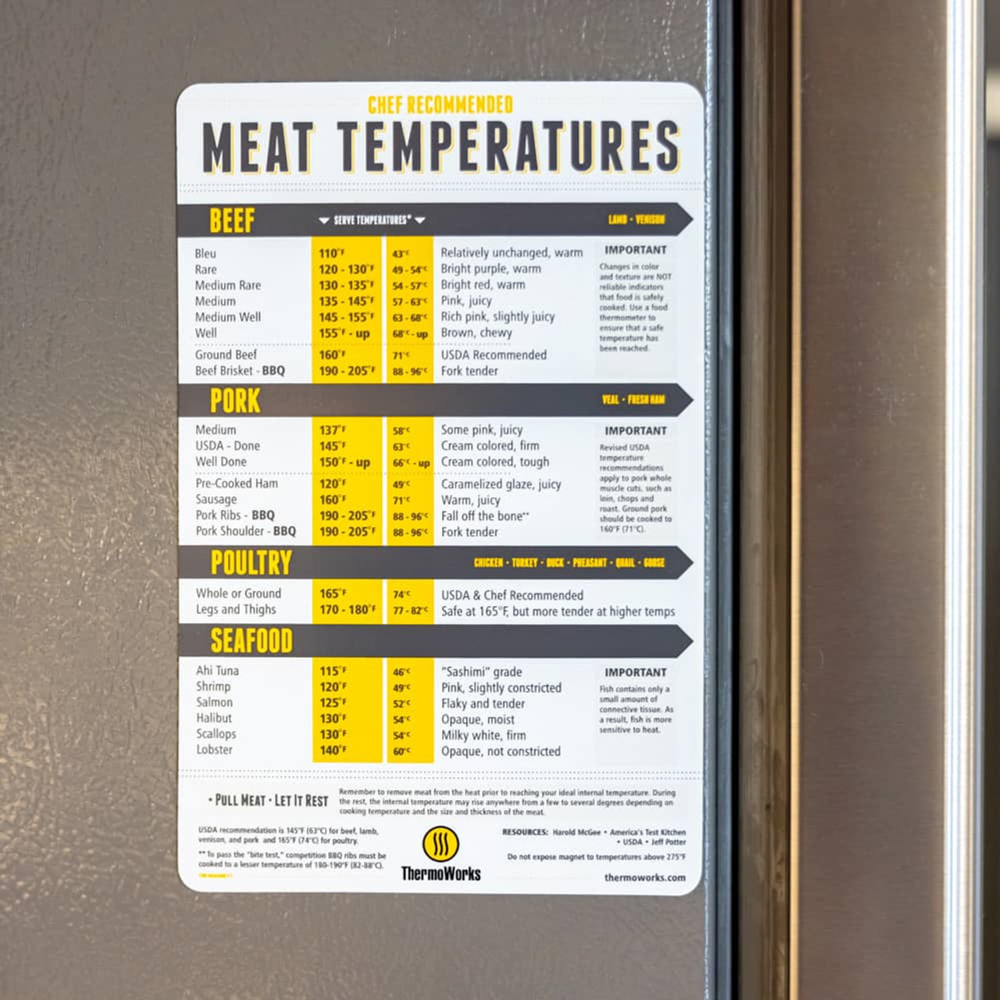 CHEF RECOMMENDED
MEAT TEMPERATURES
BEEF SERVE TEMPERATURES* LAMB • VENISON
Bleu 110°F 43°C Relatively unchanged, warm
Rare 120 - 130°F 49 - 54°C Bright purple, warm
Medium Rare 130 - 135°F 54 - 57°C Bright red, warm
Medium 135 - 145°F 57 - 63°C Pink, juicy
Medium Well 145 - 155°F 63 - 68°C Rich pink, slightly juicy
Well 155°F - up 68°C - up Brown, chewy
Ground Beef 160°F 71°C USDA Recommended
Beef Brisket - BBQ 190 - 205°F 88 - 96°C Fork tender
IMPORTANT
Changes in color
and texture are NOT
reliable indicators
that food is safely
cooked. Use a food
thermometer to
ensure that a safe
temperature has
been reached.
PORK VEAL • FRESH HAM
Medium 137°F 58°C Some pink, juicy
USDA - Done 145°F 63°C Cream colored, firm
Well Done 150°F - up 66°C - up Cream colored, tough
Pre-Cooked Ham 120°F 49°C Caramelized glaze, juicy
Sausage 160°F 71°C Warm, juicy
Pork Ribs - BBQ 190 - 205°F 88 - 96°C Fall off the bone**
Pork Shoulder - BBQ 190 - 205°F 88 - 96°C Fork tender
IMPORTANT
Revised USDA
temperature
recommendations
apply to pork whole
muscle cuts, such as
loin, chops and
roast. Ground pork
should be cooked to
160°F (71°C).
POULTRY CHICKEN • TURKEY • DUCK • PHEASANT • QUAIL • GOOSE
Whole or Ground 165°F 74°C USDA & Chef Recommended
Legs and Thighs 170 - 180°F 77 - 82°C Safe at 165°F, but more tender at higher temps
SEAFOOD
Ahi Tuna 115°F 46°C "Sashimi" grade
Shrimp 120°F 49°C Pink, slightly constricted
Salmon 125°F 52°C Flaky and tender
Halibut 130°F 54°C Opaque, moist
Scallops 130°F 54°C Milky white, firm
Lobster 140°F 60°C Opaque, not constricted
IMPORTANT
Fish contains only a
small amount of
connective tissue. As
a result, fish is more
sensitive to heat.
• PULL MEAT • LET IT REST
Remember to remove meat from the heat prior to reaching your ideal internal temperature. During
the rest, the internal temperature may rise anywhere from a few to several degrees depending on
cooking temperature and the size and thickness of the meat.
USDA recommendation is 145°F (63°C) for beef, lamb,
venison, and pork and 165°F (74°C) for poultry.
** To pass the "bite test," competition BBQ ribs must be
cooked to a lesser temperature of 180-190°F (82-88°C).
ThermoWorks
RESOURCES: Harold McGee • America's Test Kitchen
• USDA • Jeff Potter
Do not expose magnet to temperatures above 275°F
thermoworks.com